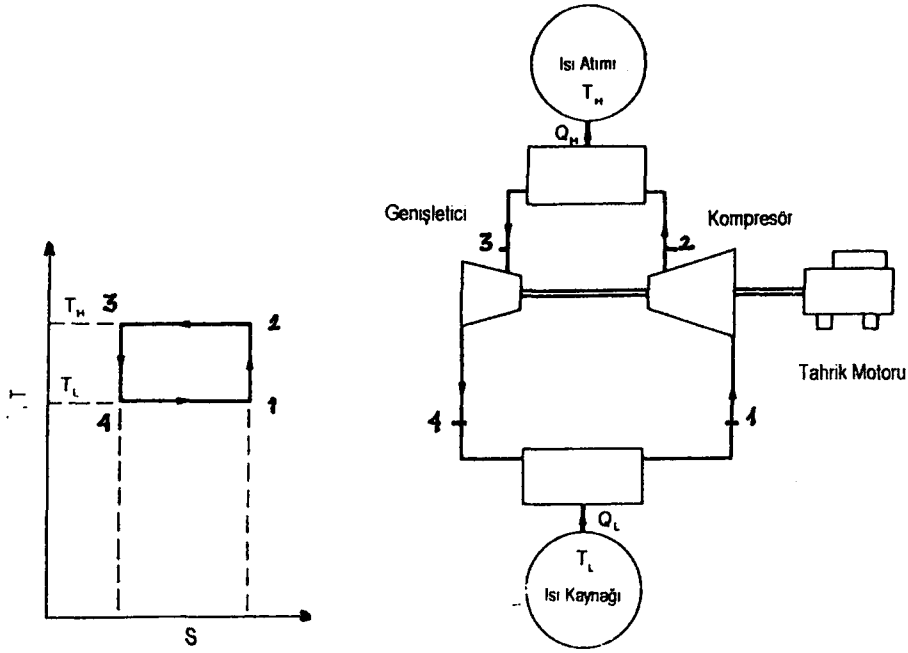 Isı Atımı
T_H
Q_H
Genişletici
Kompresör
3
2
T_H
3
2
T
T_L
4
1
S
4
1
Tahrik Motoru
Q_L
T_L
Isı Kaynağı